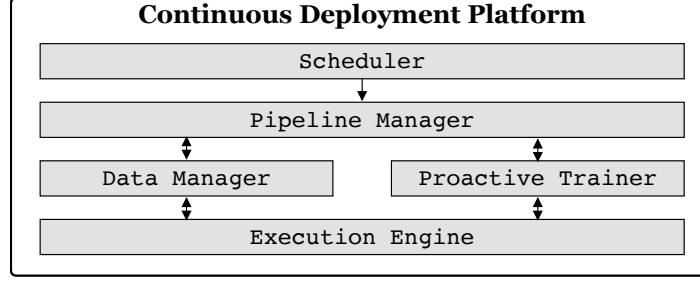 Continuous Deployment Platform
Scheduler
Pipeline Manager
Data Manager
Proactive Trainer
Execution Engine